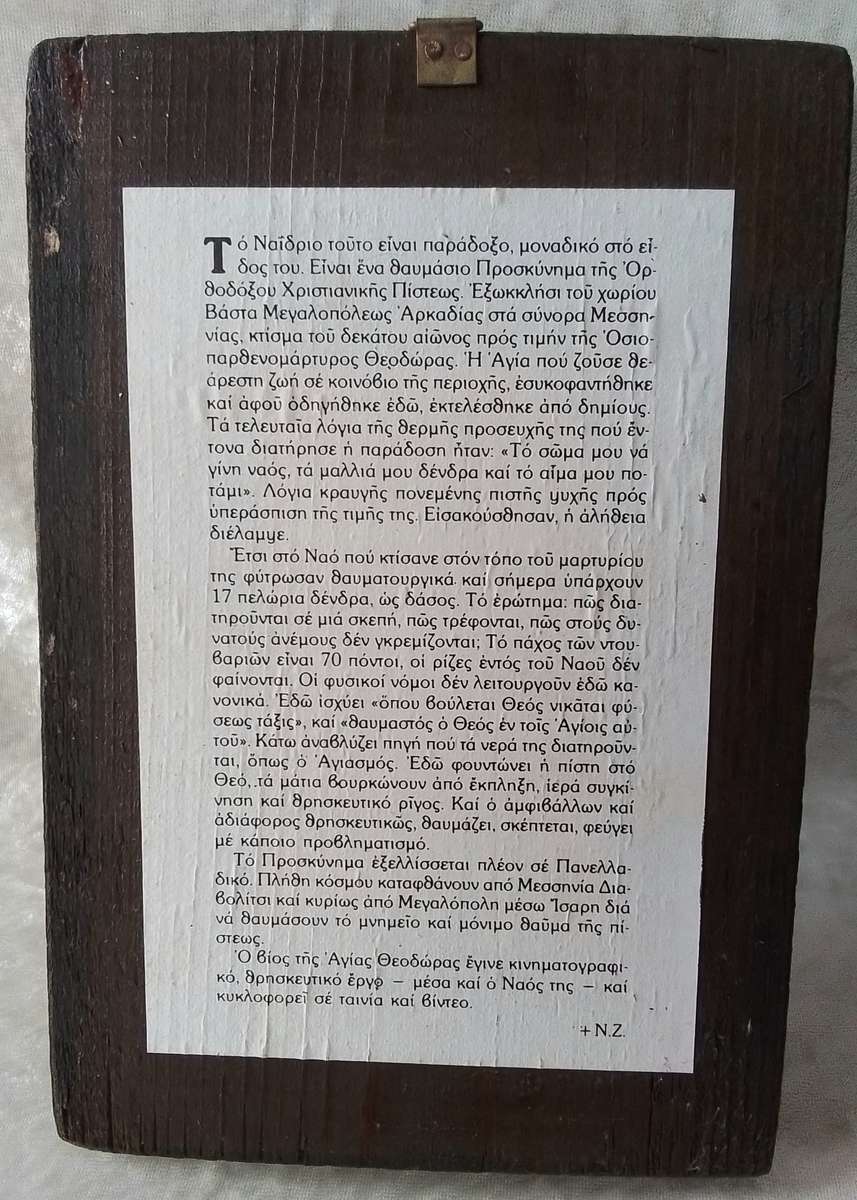 Τό Ναΐδριο τοῦτο εἶναι παράδοξο, μοναδικό στό εἶ-
δος του. Εἶναι ἕνα θαυμάσιο Προσκύνημα τῆς Ὀρ-
θοδόξου Χριστιανικῆς Πίστεως. Ἐξωκκλήσι τοῦ χωρίου
Βάστα Μεγαλοπόλεως Ἀρκαδίας στά σύνορα Μεσση-
νίας, κτίσμα τοῦ δεκάτου αἰῶνος πρός τιμήν τῆς Ὁσιο-
παρθενομάρτυρος Θεοδώρας. Ἡ Ἁγία πού ζοῦσε θε-
άρεστη ζωή σέ κοινόβιο τῆς περιοχῆς, ἐσυκοφαντήθηκε
καί ἀφοῦ ὁδηγήθηκε ἐδῶ, ἐκτελέσθηκε ἀπό δημίους.
Τά τελευταῖα λόγια τῆς θερμῆς προσευχῆς της πού ἔν-
τονα διατήρησε ἡ παράδοση ἦταν: «Τό σῶμα μου νά
γίνη ναός, τά μαλλιά μου δένδρα καί τό αἷμα μου πο-
τάμι». Λόγια κραυγῆς πονεμένης πιστῆς ψυχῆς πρός
ὑπεράσπιση τῆς τιμῆς της. Εἰσακούσθησαν, ἡ ἀλήθεια
διέλαμψε.
Ἔτσι στό Ναό πού κτίσανε στόν τόπο τοῦ μαρτυρίου
της φύτρωσαν θαυματουργικά καί σήμερα ὑπάρχουν
17 πελώρια δένδρα, ὡς δάσος. Τό ἐρώτημα: πῶς δια-
τηροῦνται σέ μιά σκεπή, πῶς τρέφονται, πῶς στούς δυ-
νατούς ἀνέμους δέν γκρεμίζονται; Τό πάχος τῶν ντου-
βαριῶν εἶναι 70 πόντοι, οἱ ρίζες ἐντός τοῦ Ναοῦ δέν
φαίνονται. Οἱ φυσικοί νόμοι δέν λειτουργοῦν ἐδῶ κα-
νονικά. Ἐδῶ ἰσχύει «ὅπου βούλεται Θεός νικᾶται φύ-
σεως τάξις», καί «θαυμαστός ὁ Θεός ἐν τοῖς Ἁγίοις αὐ-
τοῦ». Κάτω ἀναβλύζει πηγή πού τά νερά της διατηροῦν-
ται, ὅπως ὁ Ἁγιασμός. Ἐδῶ φουντώνει ἡ πίστη στό
Θεό, τά μάτια βουρκώνουν ἀπό ἔκπληξη, ἱερά συγκί-
νηση καί θρησκευτικό ρῖγος. Καί ὁ ἀμφιβάλλων καί
ἀδιάφορος θρησκευτικῶς, θαυμάζει, σκέπτεται, φεύγει
μέ κάποιο προβληματισμό.
Τό Προσκύνημα ἐξελλίσσεται πλέον σέ Πανελλα-
δικό. Πλήθη κόσμου καταφθάνουν ἀπό Μεσσηνία Δια-
βολίτσι καί κυρίως ἀπό Μεγαλόπολη μέσω Ἴσαρη διά
νά θαυμάσουν τό μνημεῖο καί μόνιμο θαῦμα τῆς πί-
στεως.
Ὁ βίος τῆς Ἁγίας Θεοδώρας ἔγινε κινηματογραφι-
κό, θρησκευτικό ἔργο – μέσα καί ὁ Ναός της – καί
κυκλοφορεῖ σέ ταινία καί βίντεο.
+ Ν.Ζ.